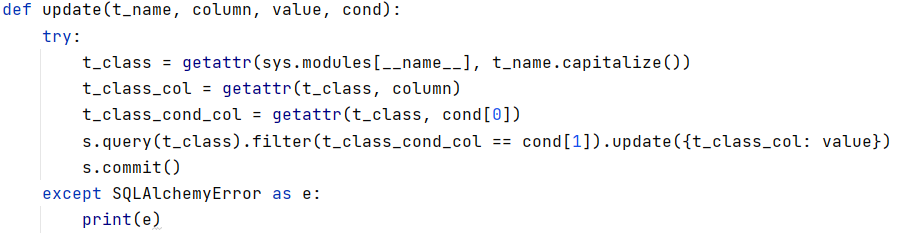 def update(t_name, column, value, cond):
    try:
        t_class = getattr(sys.modules[__name__], t_name.capitalize())
        t_class_col = getattr(t_class, column)
        t_class_cond_col = getattr(t_class, cond[0])
        s.query(t_class).filter(t_class_cond_col == cond[1]).update({t_class_col: value})
        s.commit()
    except SQLAlchemyError as e:
        print(e)